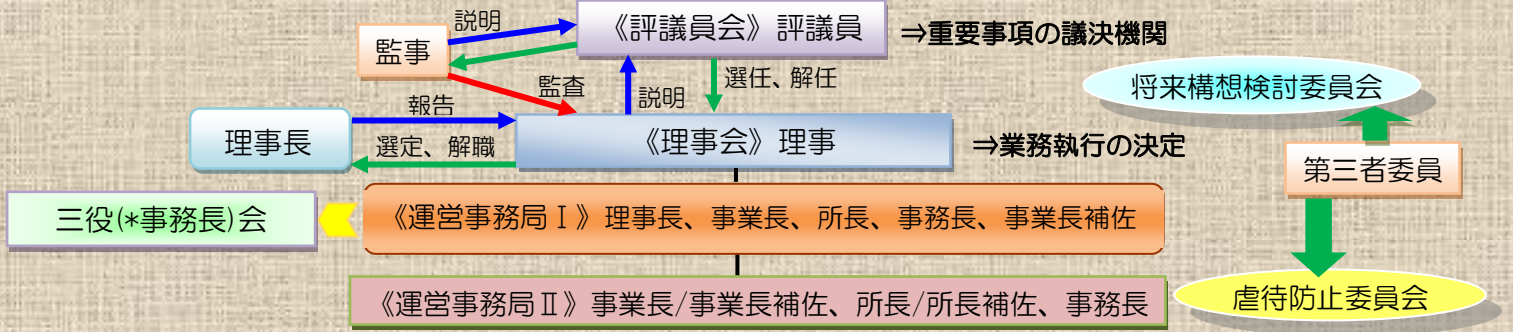 説明
《評議員会》評議員
⇒重要事項の議決機関
監事
監査
説明
選任、解任
将来構想検討委員会
報告
理事長
選定、解職
《理事会》理事
⇒業務執行の決定
第三者委員
三役(*事務長)会
《運営事務局Ⅰ》理事長、事業長、所長、事務長、事業長補佐
《運営事務局Ⅱ》事業長/事業長補佐、所長/所長補佐、事務長
虐待防止委員会